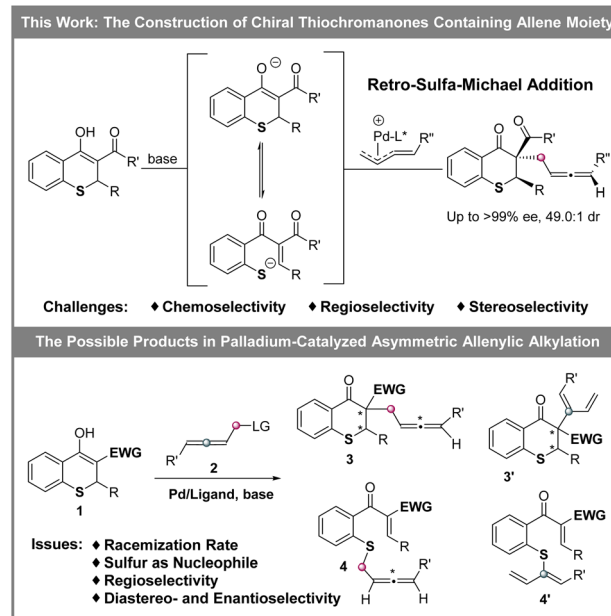 This Work: The Construction of Chiral Thiochromanones Containing Allene Moiety
OH O
R'
S R
base
O ⊖ O
R'
S R
O O
R'
S ⊖ R
Retro-Sulfa-Michael Addition
⊕
Pd-L*
R"
O O R'
R"
S R H
Up to >99% ee, 49.0:1 dr
Challenges: ♦ Chemoselectivity ♦ Regioselectivity ♦ Stereoselectivity
The Possible Products in Palladium-Catalyzed Asymmetric Allenylic Alkylation
OH
EWG
S R
1
LG
R'
2
Pd/Ligand, base
O EWG
* * *
R'
S R H
3
R'
O
* *
EWG
S R
3'
O
EWG
S R
4 * R'
H H
O
EWG
S R
R'
4'
Issues: ♦ Racemization Rate
♦ Sulfur as Nucleophile
♦ Regioselectivity
♦ Diastereo- and Enantioselectivity